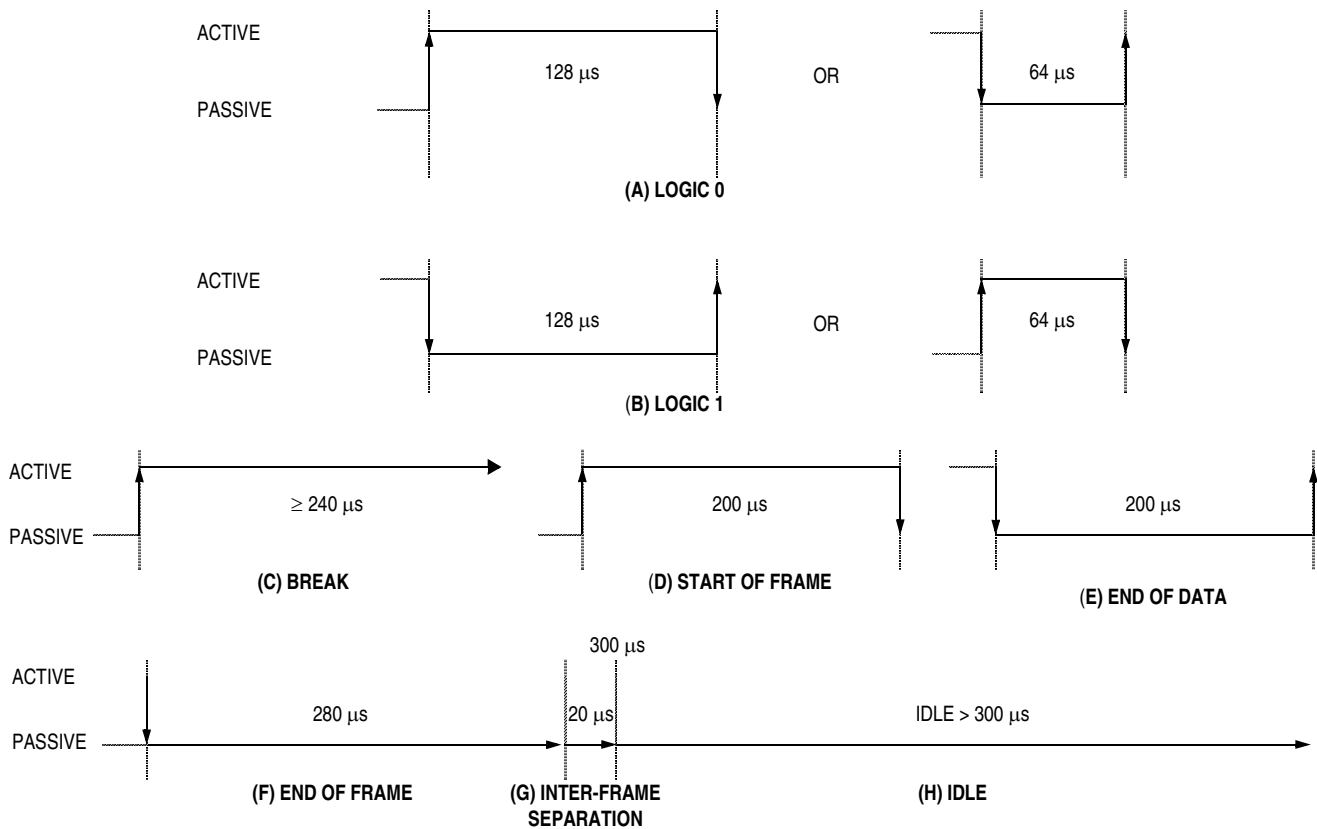 ACTIVE
128 μs
OR
64 μs
PASSIVE
(A) LOGIC 0
ACTIVE
128 μs
OR
64 μs
PASSIVE
(B) LOGIC 1
ACTIVE
≥ 240 μs
200 μs
200 μs
PASSIVE
(C) BREAK
(D) START OF FRAME
(E) END OF DATA
300 μs
ACTIVE
280 μs
20 μs
IDLE > 300 μs
PASSIVE
(F) END OF FRAME
(G) INTER-FRAME
SEPARATION
(H) IDLE